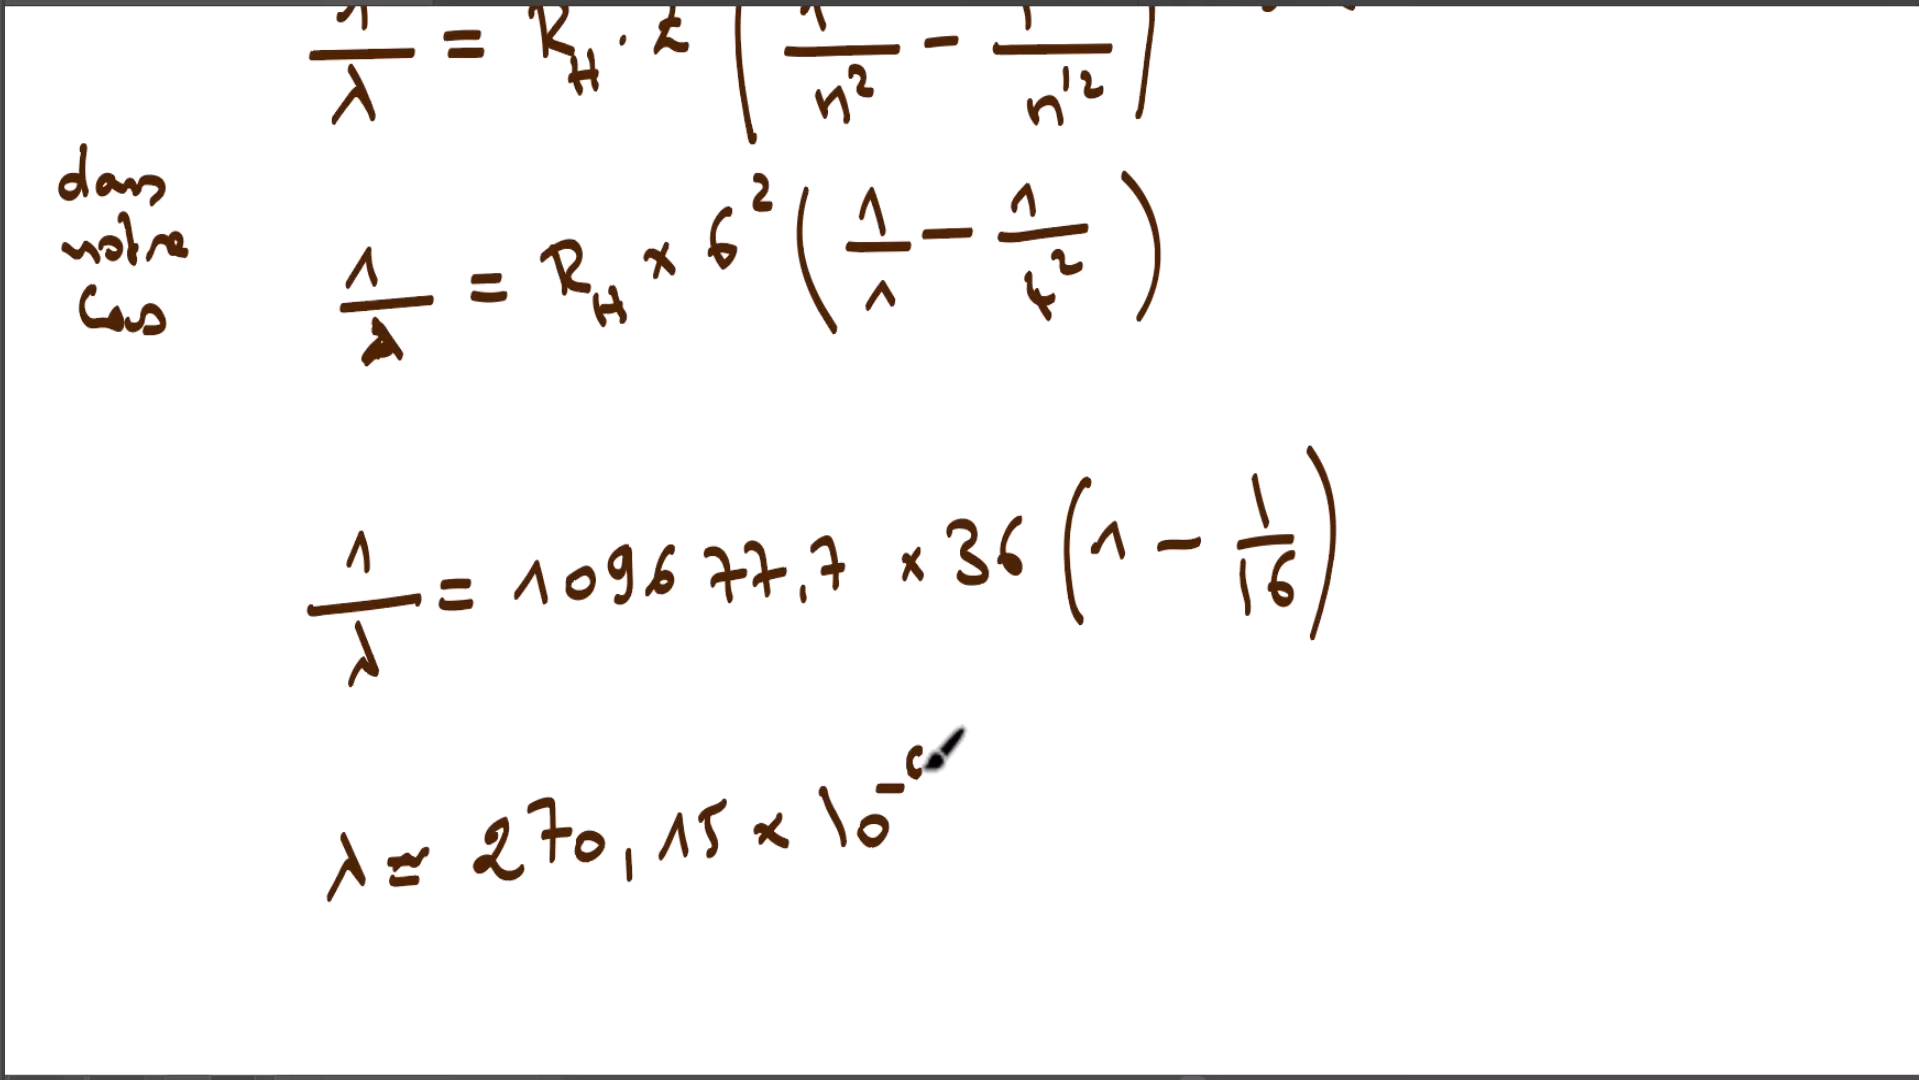 1/λ = R_H · Z (1/n² - 1/n'²)
dans
notre
cas
1/λ = R_H × 6² (1/1 - 1/4²)
1/λ = 109677,7 × 36 (1 - 1/16)
λ ≃ 270,15 × 10⁻